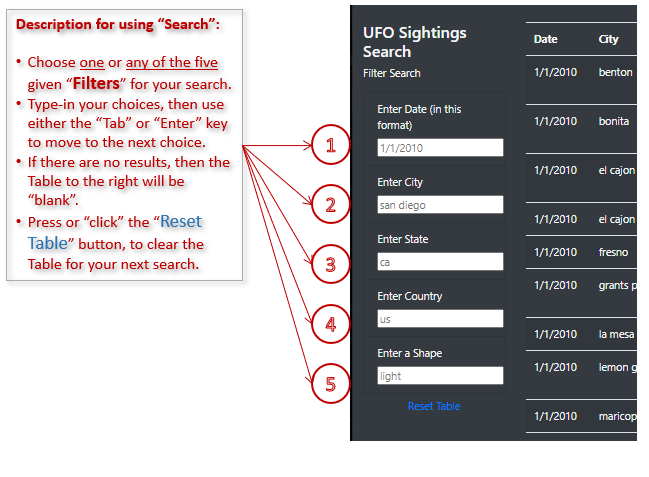 Description for using “Search”:
• Choose one or any of the five
given “Filters” for your search.
• Type-in your choices, then use
either the “Tab” or “Enter” key
to move to the next choice.
• If there are no results, then the
Table to the right will be
“blank”.
• Press or “click” the “Reset
Table” button, to clear the
Table for your next search.
1
2
3
4
5
UFO Sightings
Search
Filter Search
Enter Date (in this
format)
1/1/2010
Enter City
san diego
Enter State
ca
Enter Country
us
Enter a Shape
light
Reset Table
Date City
1/1/2010 benton
1/1/2010 bonita
1/1/2010 el cajon
1/1/2010 el cajon
1/1/2010 fresno
1/1/2010 grants p
1/1/2010 la mesa
1/1/2010 lemon g
1/1/2010 maricop